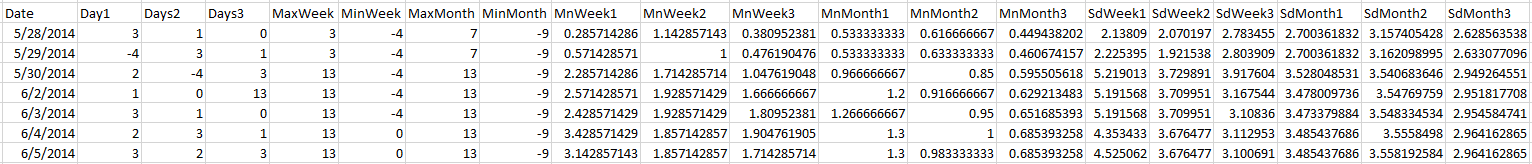 Date Day1 Days2 Days3 MaxWeek MinWeek MaxMonth MinMonth MnWeek1 MnWeek2 MnWeek3 MnMonth1 MnMonth2 MnMonth3 SdWeek1 SdWeek2 SdWeek3 SdMonth1 SdMonth2 SdMonth3
5/28/2014 3 1 0 3 -4 7 -9 0.285714286 1.142857143 0.380952381 0.533333333 0.616666667 0.449438202 2.13809 2.070197 2.783455 2.700361832 3.157405428 2.628563538
5/29/2014 -4 3 1 3 -4 7 -9 0.571428571 1 0.476190476 0.533333333 0.633333333 0.460674157 2.225395 1.921538 2.803909 2.700361832 3.162098995 2.633077096
5/30/2014 2 -4 3 13 -4 13 -9 2.285714286 1.714285714 1.047619048 0.966666667 0.85 0.595505618 5.219013 3.729891 3.917604 3.528048531 3.540683646 2.949264551
6/2/2014 1 0 13 13 -4 13 -9 2.571428571 1.928571429 1.666666667 1.2 0.916666667 0.629213483 5.191568 3.709951 3.167544 3.478009736 3.54769759 2.951817708
6/3/2014 3 1 0 13 -4 13 -9 2.428571429 1.928571429 1.80952381 1.266666667 0.95 0.651685393 5.191568 3.709951 3.10836 3.473379884 3.548334534 2.954584741
6/4/2014 2 3 1 13 0 13 -9 3.428571429 1.857142857 1.904761905 1.3 1 0.685393258 4.353433 3.676477 3.112953 3.485437686 3.5558498 2.964162865
6/5/2014 3 2 3 13 0 13 -9 3.142857143 1.857142857 1.714285714 1.3 0.983333333 0.685393258 4.525062 3.676477 3.100691 3.485437686 3.558192584 2.964162865